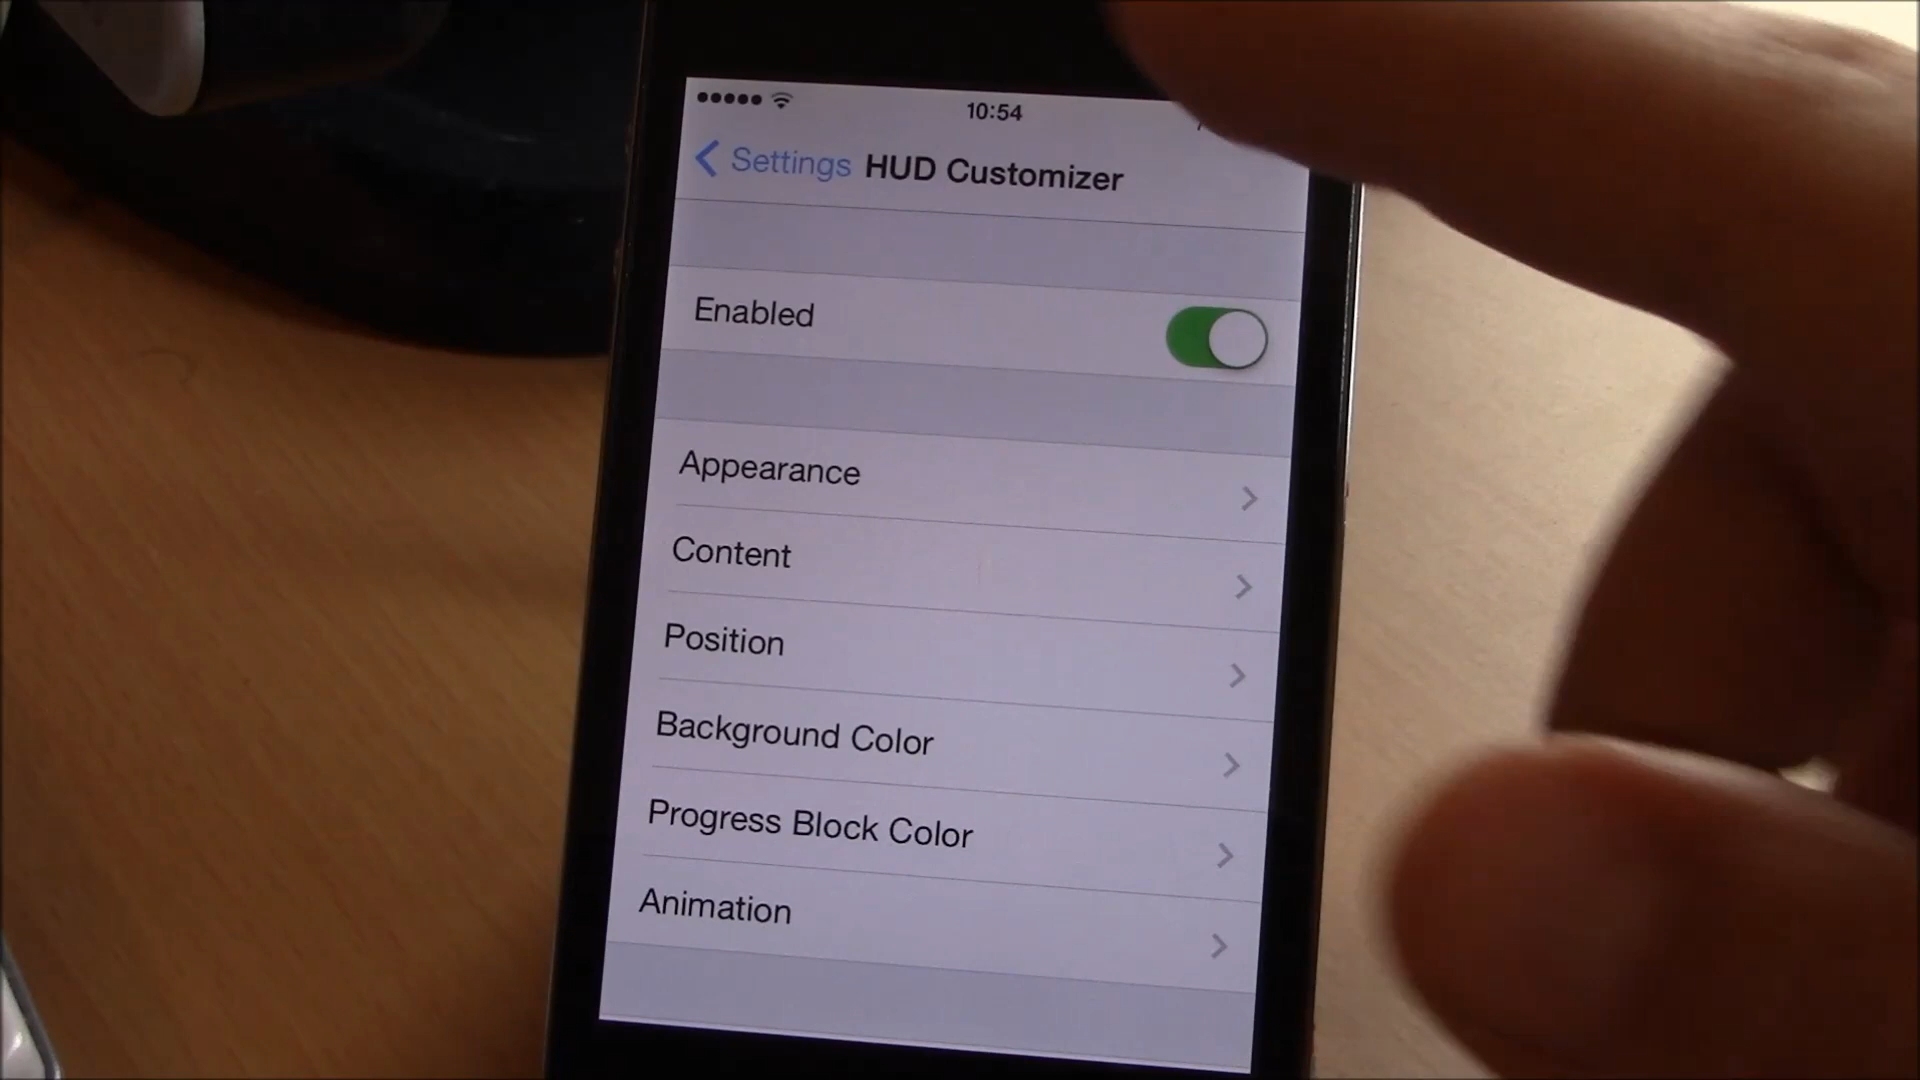 10:54
Settings HUD Customizer
Enabled
Appearance
Content
Position
Background Color
Progress Block Color
Animation